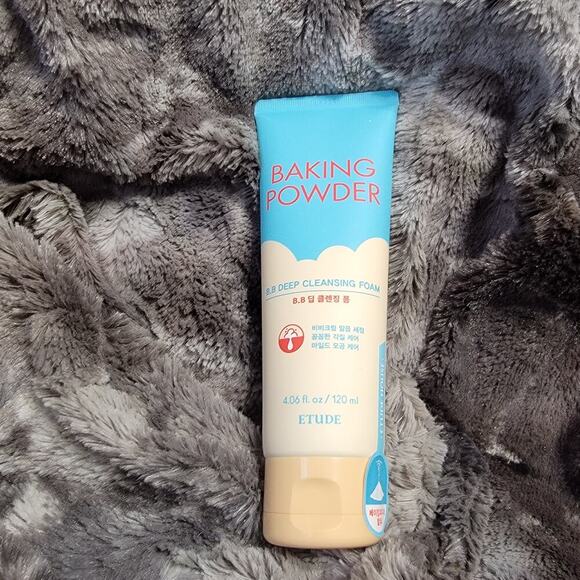 BAKING
POWDER
B.B DEEP CLEANSING FOAM
B.B 딥 클렌징 폼
비비크림 말끔 세정
꼼꼼한 각질 케어
마일드 모공 케어
4.06 fl. oz / 120 ml
ETUDE